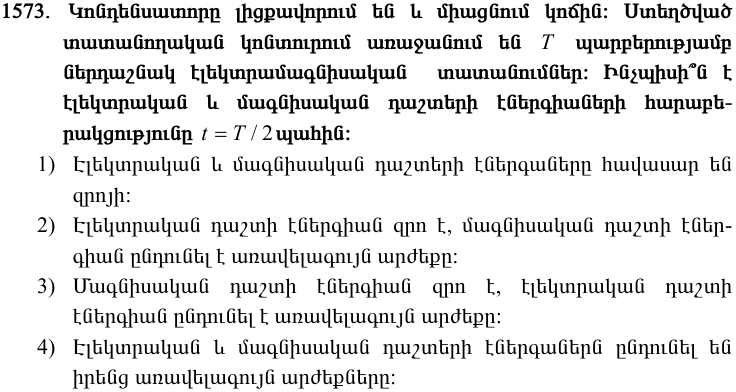 1573. Կոնդենսատորը լիցքավորում են և միացնում կոճին: Ստեղծված
տատանողական կոնտուրում առաջանում են T պարբերությամբ
ներդաշնակ էլեկտրամագնիսական տատանումներ: Ինչպիսի՞ն է
էլեկտրական և մագնիսական դաշտերի էներգիաների հարաբե-
րակցությունը t = T / 2 պահին:
1) Էլեկտրական և մագնիսական դաշտերի էներգաները հավասար են
զրոյի:
2) Էլեկտրական դաշտի էներգիան զրո է, մագնիսական դաշտի էներ-
գիան ընդունել է առավելագույն արժեքը:
3) Մագնիսական դաշտի էներգիան զրո է, էլեկտրական դաշտի
էներգիան ընդունել է առավելագույն արժեքը:
4) Էլեկտրական և մագնիսական դաշտերի էներգաներն ընդունել են
իրենց առավելագույն արժեքները: